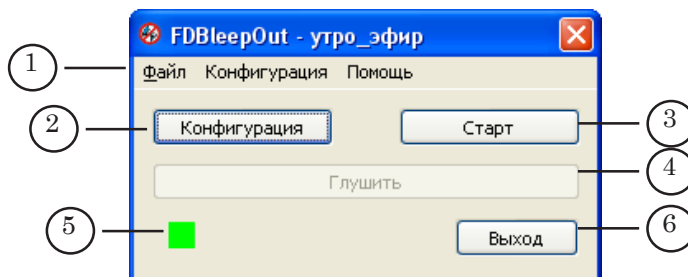 FDBleepOut - утро_эфир
1 Файл Конфигурация Помощь
2 Конфигурация Старт 3
Глушить 4
5 Выход 6